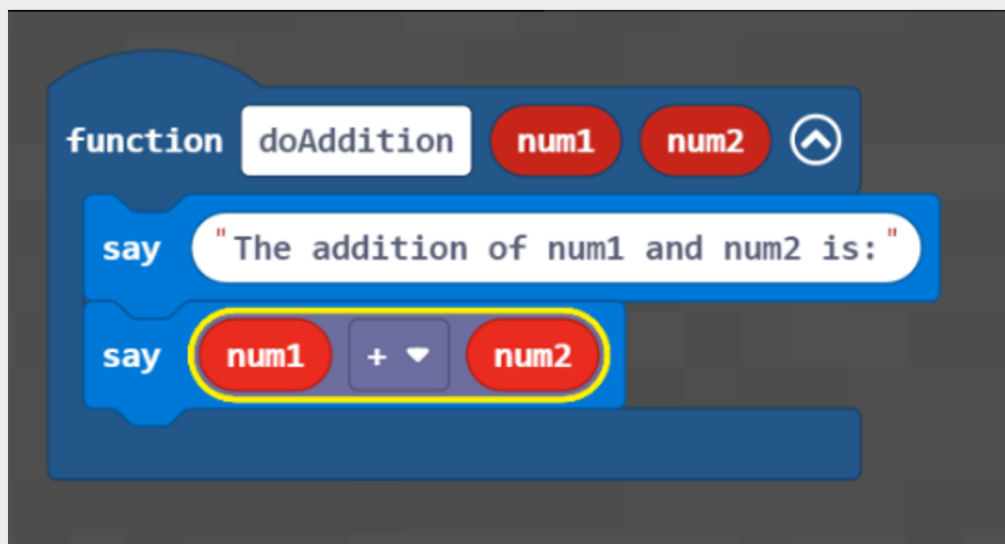 function doAddition num1 num2
say "The addition of num1 and num2 is:"
say num1 + num2